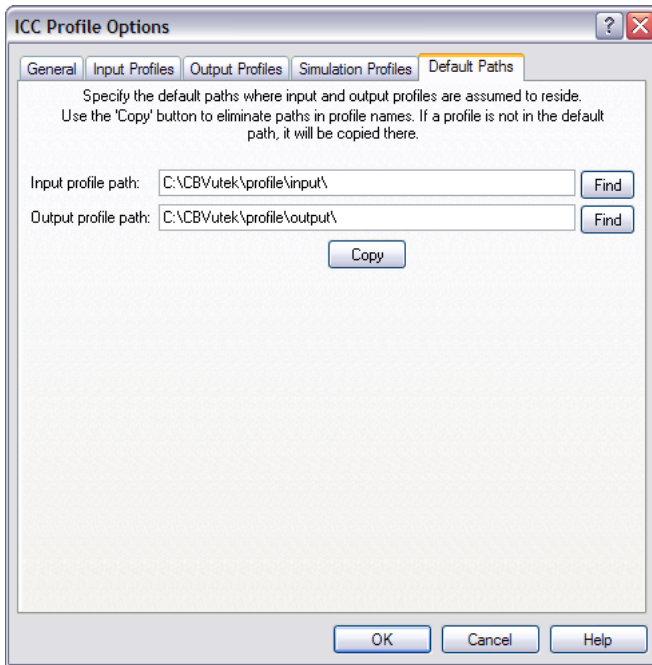 ICC Profile Options
General Input Profiles Output Profiles Simulation Profiles Default Paths
Specify the default paths where input and output profiles are assumed to reside.
Use the 'Copy' button to eliminate paths in profile names. If a profile is not in the default
path, it will be copied there.
Input profile path: C:\CBVutek\profile\input\ Find
Output profile path: C:\CBVutek\profile\output\ Find
Copy
OK Cancel Help